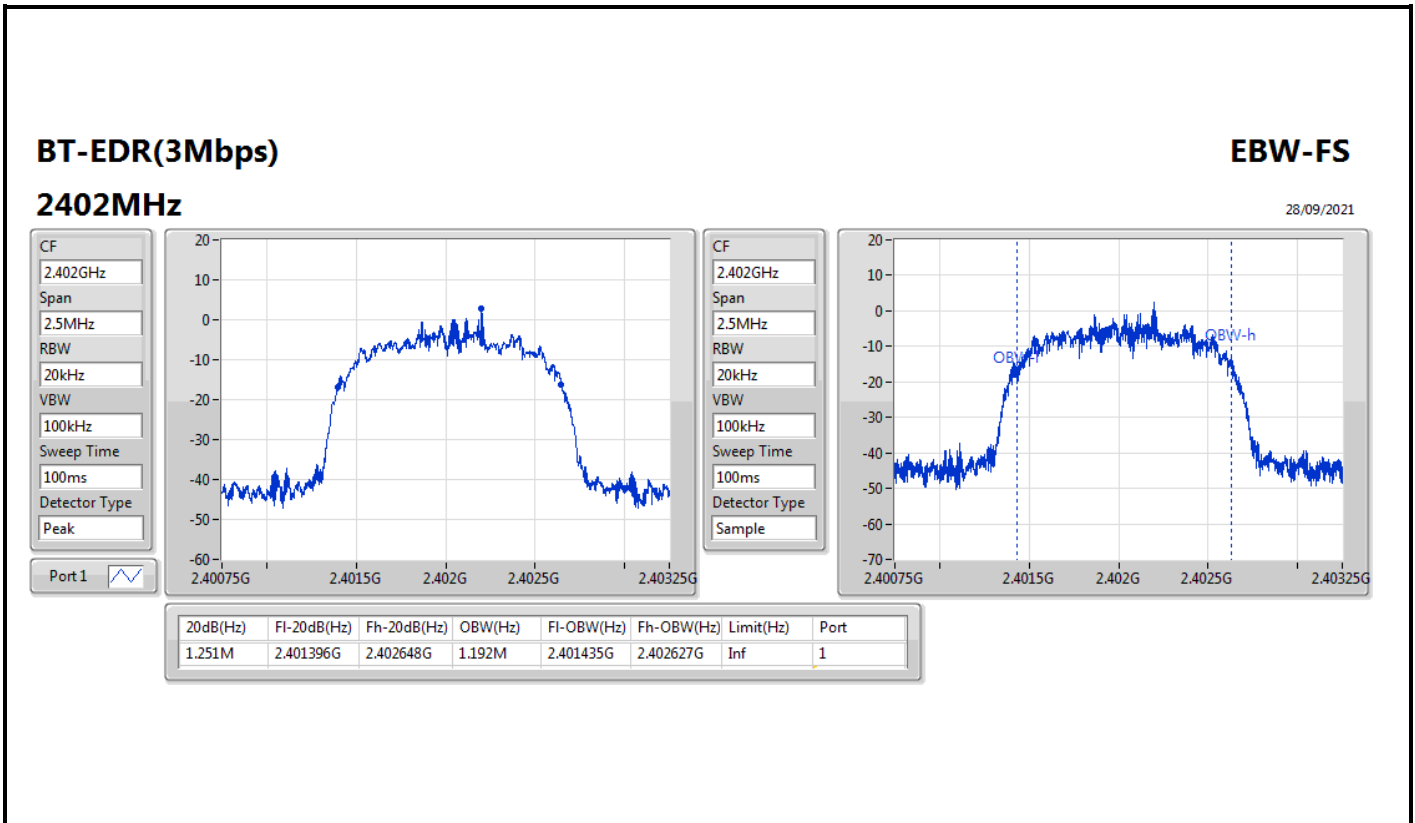 BT-EDR(3Mbps)
EBW-FS
2402MHz
28/09/2021
CF
2.402GHz
Span
2.5MHz
RBW
20kHz
VBW
100kHz
Sweep Time
100ms
Detector Type
Peak
Port 1
20
10
0
-10
-20
-30
-40
-50
-60
2.40075G 2.4015G 2.402G 2.4025G 2.40325G
CF
2.402GHz
Span
2.5MHz
RBW
20kHz
VBW
100kHz
Sweep Time
100ms
Detector Type
Sample
20
10
0
-10
-20
-30
-40
-50
-60
-70
OBW-h
2.40075G 2.4015G 2.402G 2.4025G 2.40325G
20dB(Hz) Fl-20dB(Hz) Fh-20dB(Hz) OBW(Hz) Fl-OBW(Hz) Fh-OBW(Hz) Limit(Hz) Port
1.251M 2.401396G 2.402648G 1.192M 2.401435G 2.402627G Inf 1